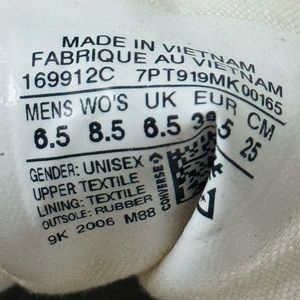 MADE IN VIETNAM
FABRIQUE AU VIETNAM
169912C 7PT919MK00165
MENS WO'S UK EUR CM
6.5 8.5 6.5 25
GENDER: UNISEX
UPPER: TEXTILE
LINING: TEXTILE
OUTSOLE: RUBBER
9K 2006 M88
CONVERSE